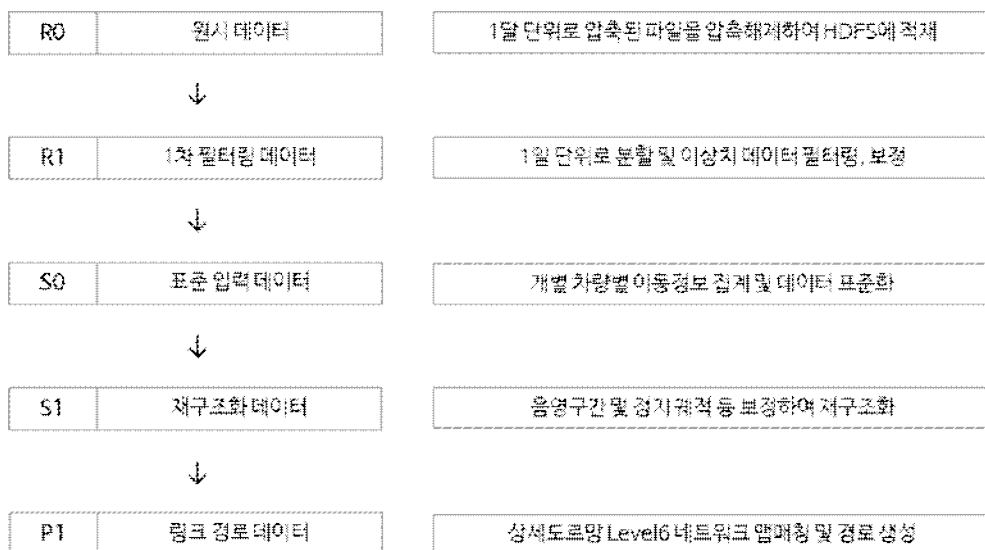 R0 원시 데이터 1달 단위로 압축된 파일을 압축해제하여 HDFS에 적재
↓
R1 1차 필터링 데이터 1일 단위로 분할 및 이상치 데이터 필터링, 보정
↓
S0 표준 입력 데이터 개별 차량별 이동정보 집계 및 데이터 표준화
↓
S1 재구조화 데이터 음영구간 및 정지궤적 등 보정하여 재구조화
↓
P1 링크 경로 데이터 상세도로망 Level6 네트워크 맵매칭 및 경로 생성